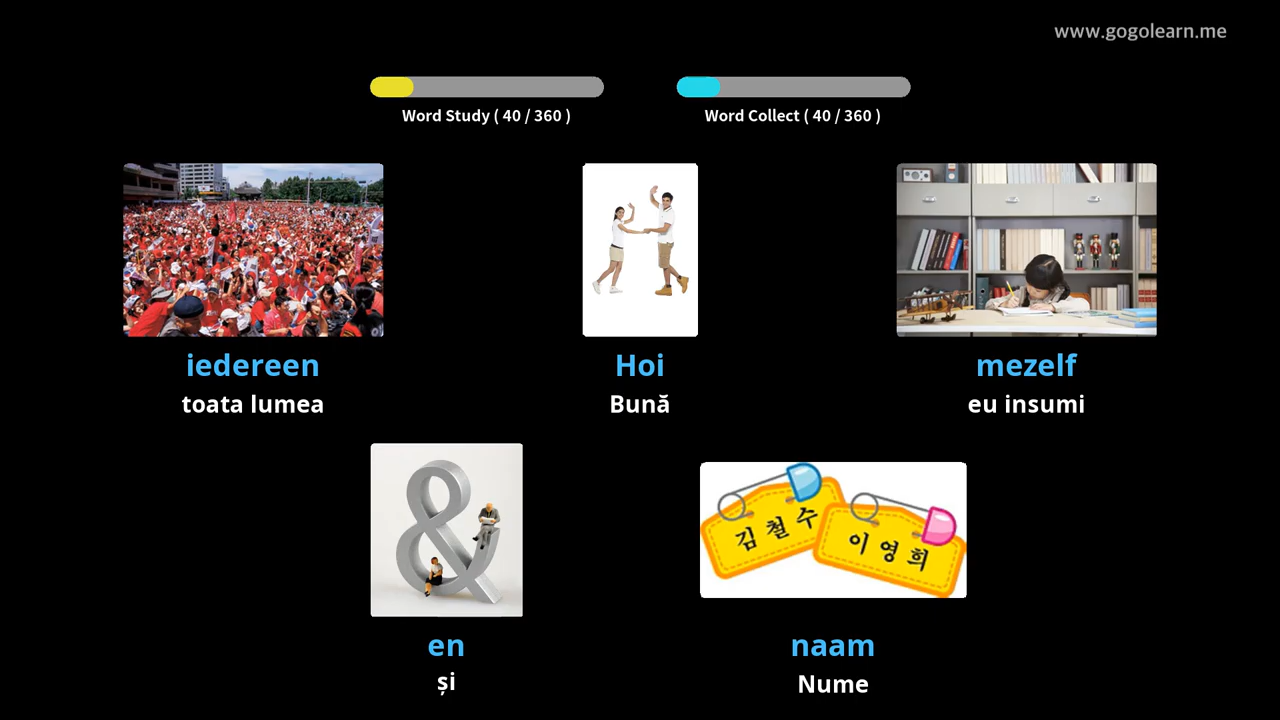 www.gogolearn.me
Word Study ( 40 / 360 )
Word Collect ( 40 / 360 )
iedereen
toata lumea
Hoi
Bună
mezelf
eu insumi
김철수
이영희
en
și
naam
Nume